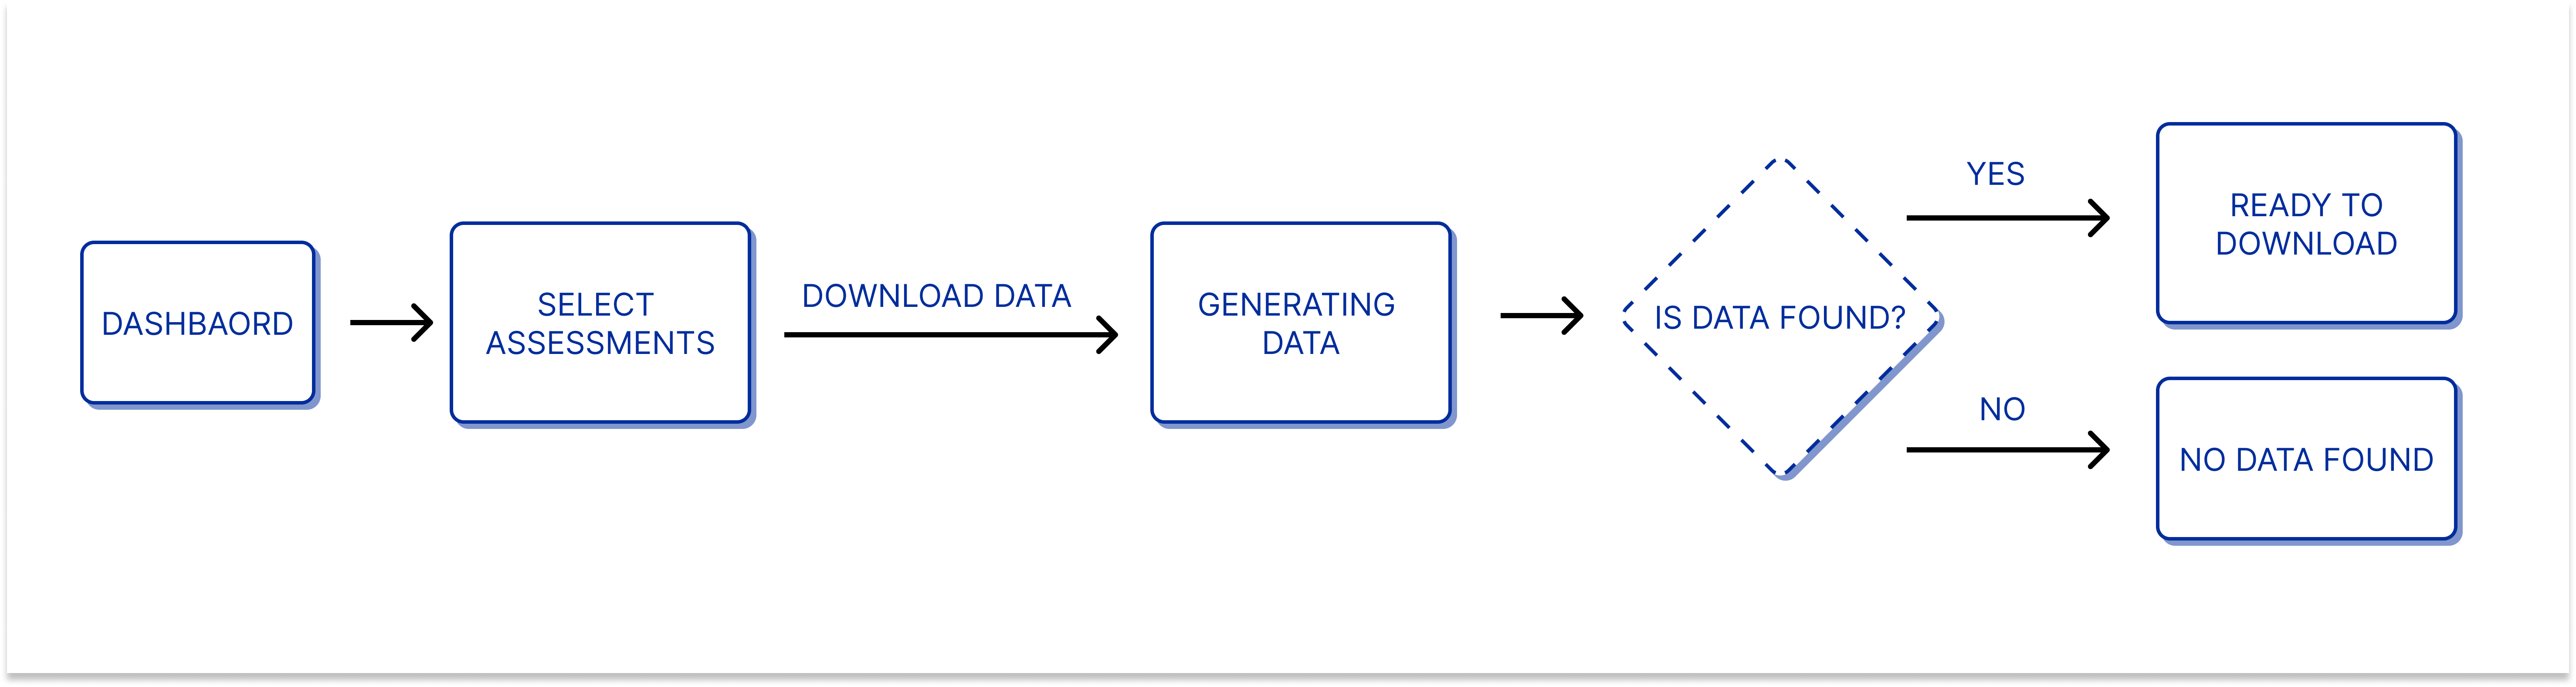 DASHBAORD
SELECT
ASSESSMENTS
DOWNLOAD DATA
GENERATING
DATA
IS DATA FOUND?
YES
READY TO
DOWNLOAD
NO
NO DATA FOUND